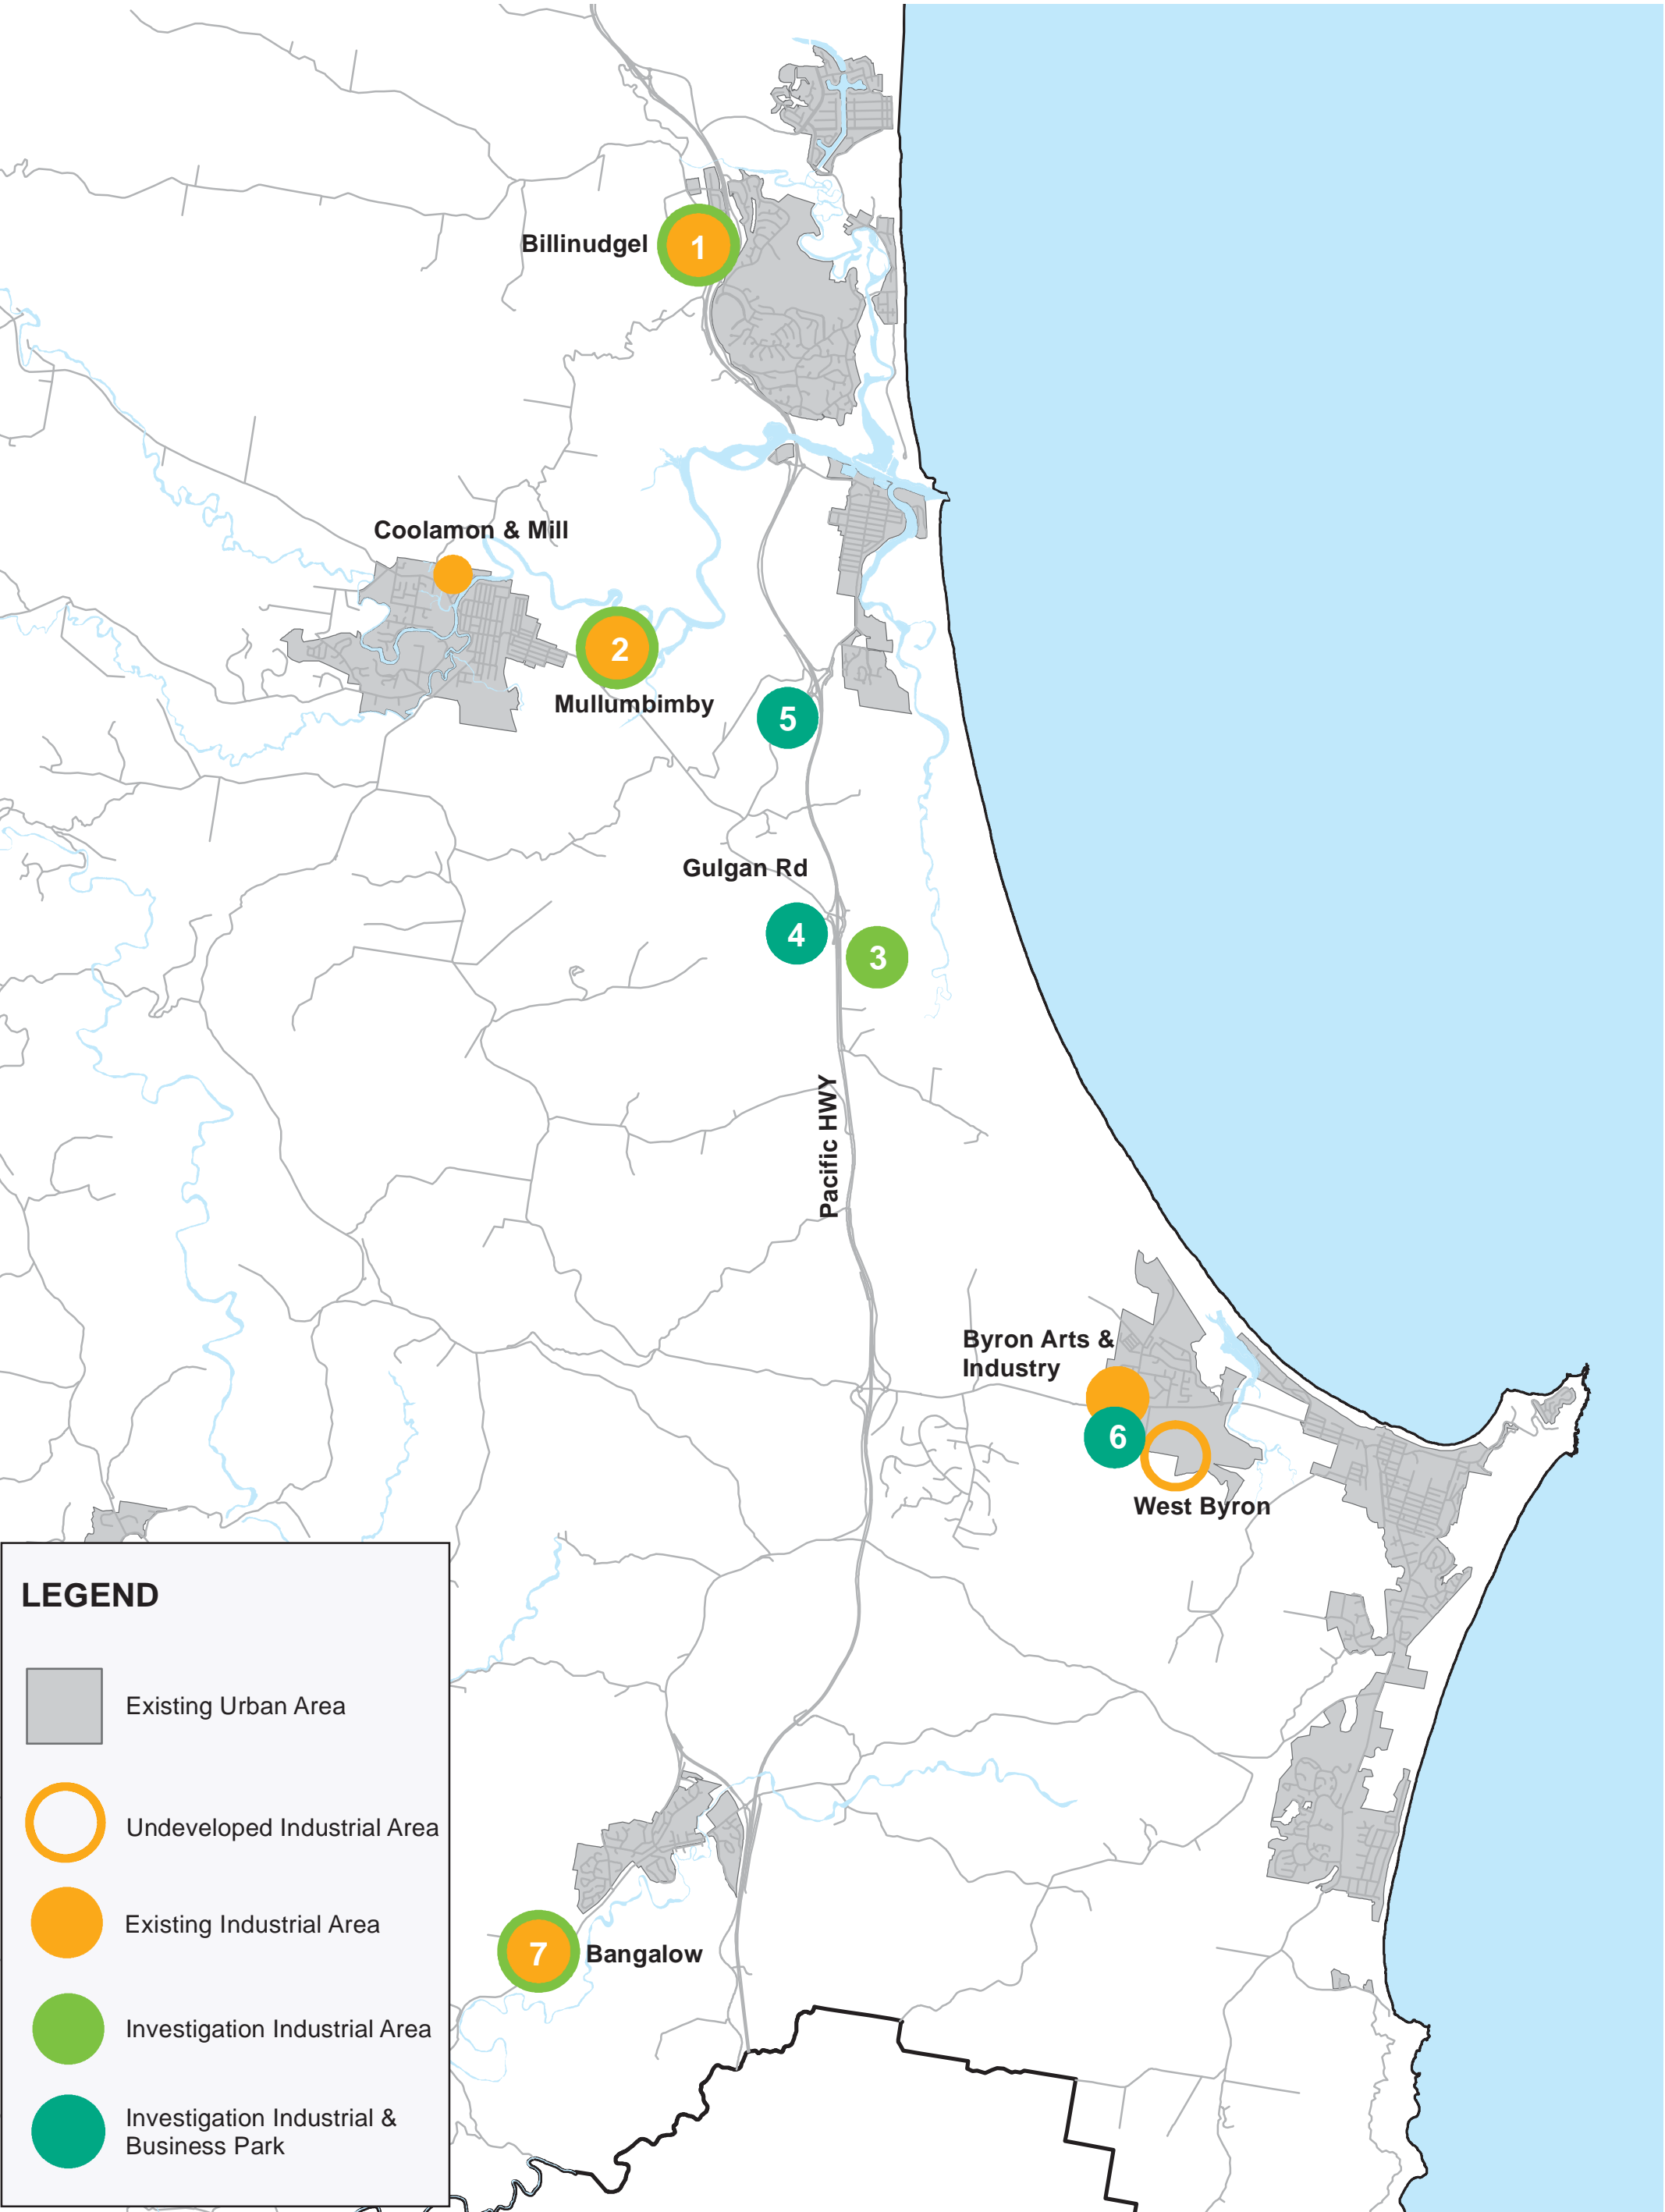 Billinudgel
1
Coolamon & Mill
2
Mullumbimby
5
Gulgan Rd
4
3
Pacific HWY
Byron Arts &
Industry
6
West Byron
LEGEND
Existing Urban Area
Undeveloped Industrial Area
Existing Industrial Area
7
Bangalow
Investigation Industrial Area
Investigation Industrial &
Business Park